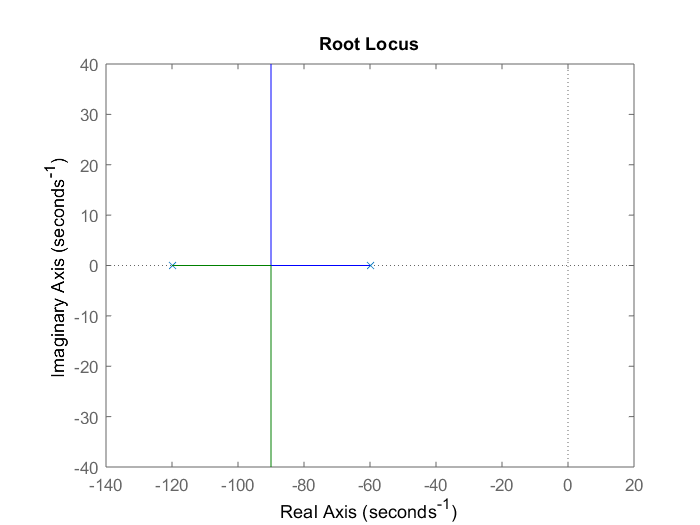 Root Locus
40
30
20
10
0
-10
-20
-30
-40
Imaginary Axis (seconds⁻¹)
-140 -120 -100 -80 -60 -40 -20 0 20
Real Axis (seconds⁻¹)